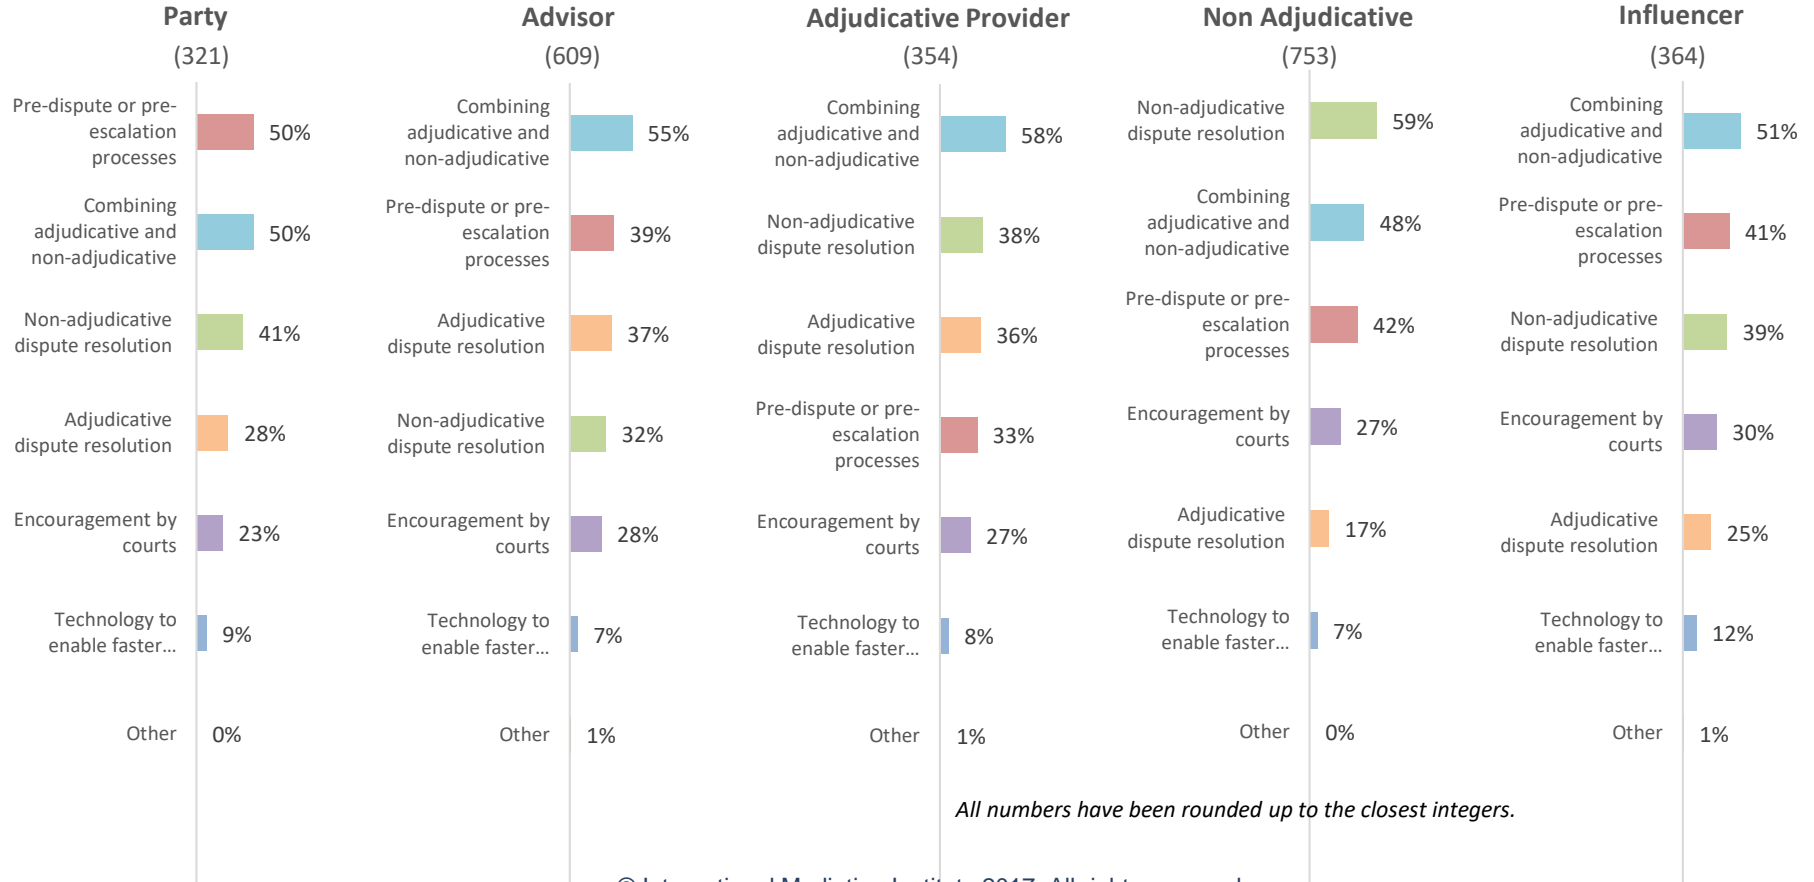 Party
(321)
Pre-dispute or pre-
escalation
processes
50%
Combining
adjudicative and
non-adjudicative
50%
Non-adjudicative
dispute resolution
41%
Adjudicative
dispute resolution
28%
Encouragement by
courts
23%
Technology to
enable faster...
9%
Other
0%
Advisor
(609)
Combining
adjudicative and
non-adjudicative
55%
Pre-dispute or pre-
escalation
processes
39%
Adjudicative
dispute resolution
37%
Non-adjudicative
dispute resolution
32%
Encouragement by
courts
28%
Technology to
enable faster...
7%
Other
1%
Adjudicative Provider
(354)
Combining
adjudicative and
non-adjudicative
58%
Non-adjudicative
dispute resolution
38%
Adjudicative
dispute resolution
36%
Pre-dispute or pre-
escalation
processes
33%
Encouragement by
courts
27%
Technology to
enable faster...
8%
Other
1%
Non Adjudicative
(753)
Non-adjudicative
dispute resolution
59%
Combining
adjudicative and
non-adjudicative
48%
Pre-dispute or pre-
escalation
processes
42%
Encouragement by
courts
27%
Adjudicative
dispute resolution
17%
Technology to
enable faster...
7%
Other
0%
Influencer
(364)
Combining
adjudicative and
non-adjudicative
51%
Pre-dispute or pre-
escalation
processes
41%
Non-adjudicative
dispute resolution
39%
Encouragement by
courts
30%
Adjudicative
dispute resolution
25%
Technology to
enable faster...
12%
Other
1%
All numbers have been rounded up to the closest integers.
© International Mediation Institute 2017. All rights reserved